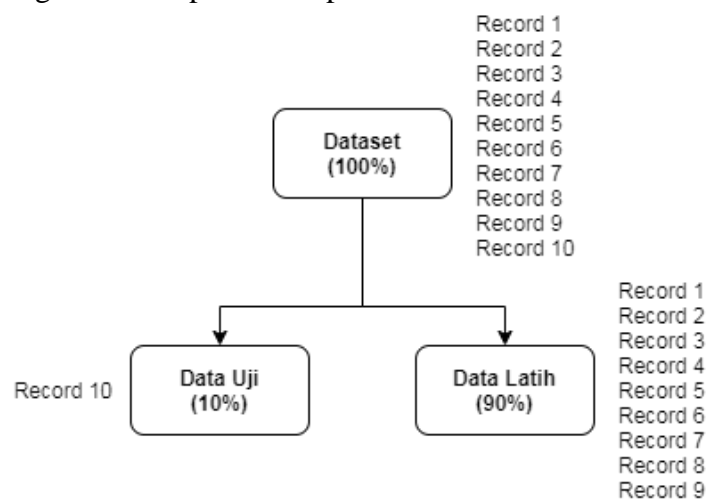 Record 1
Record 2
Record 3
Record 4
Record 5
Record 6
Record 7
Record 8
Record 9
Record 10
Dataset
(100%)
Record 10
Data Uji
(10%)
Data Latih
(90%)
Record 1
Record 2
Record 3
Record 4
Record 5
Record 6
Record 7
Record 8
Record 9